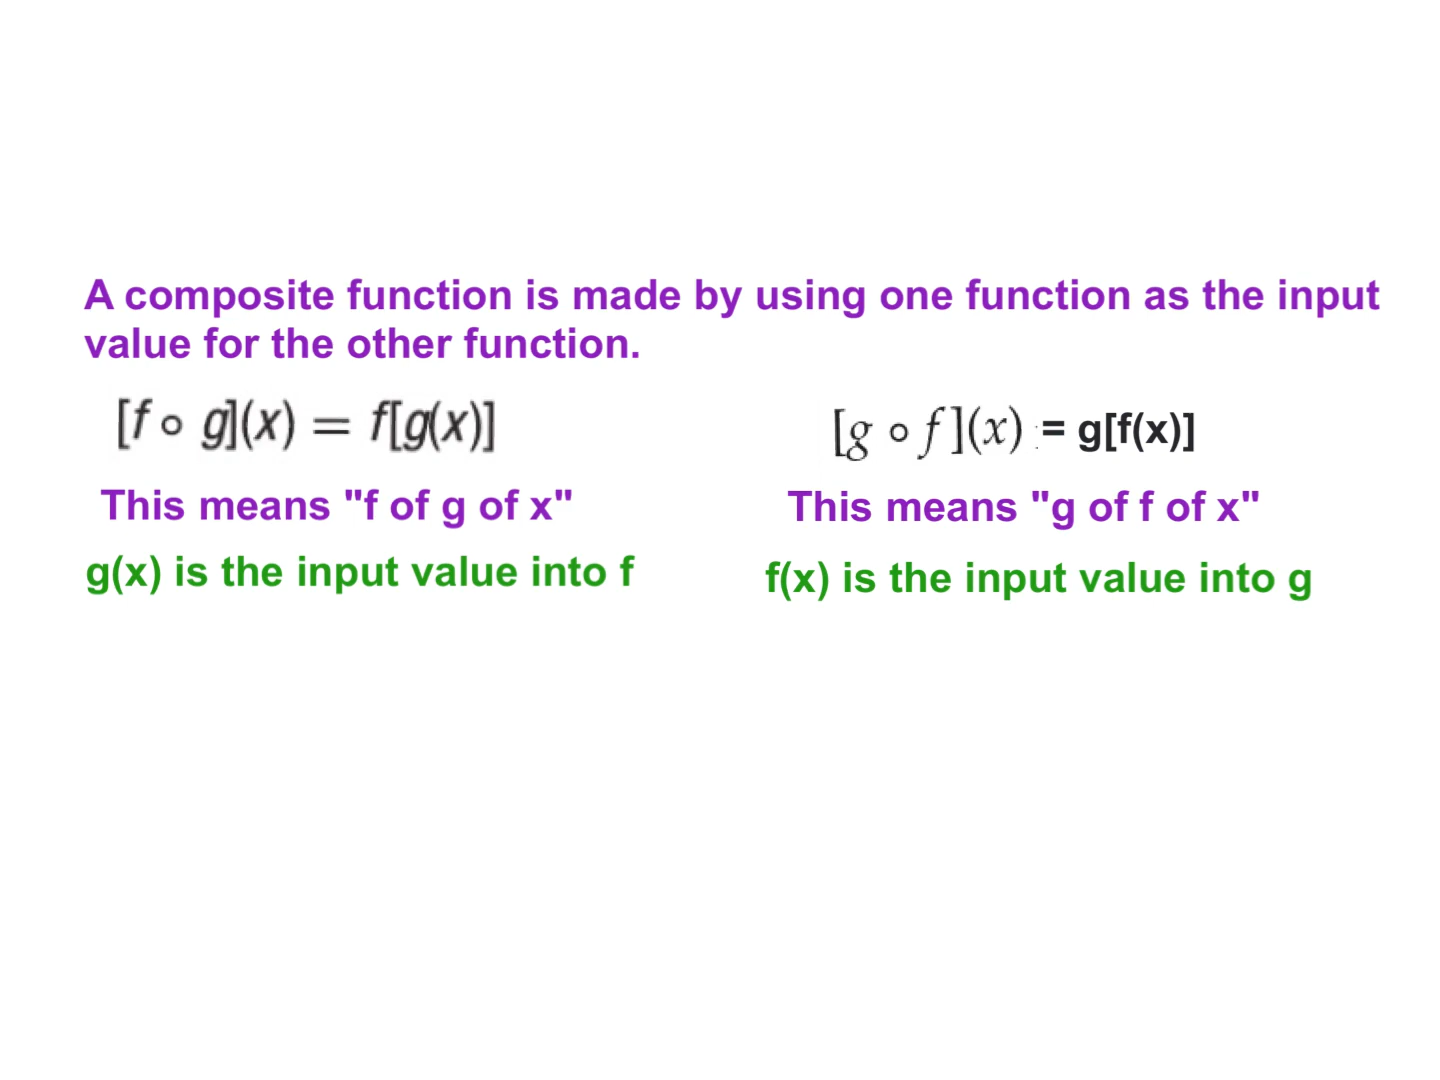 A composite function is made by using one function as the input
value for the other function.
[f ∘ g](x) = f[g(x)]
[g ∘ f](x) = g[f(x)]
This means "f of g of x"
This means "g of f of x"
g(x) is the input value into f
f(x) is the input value into g